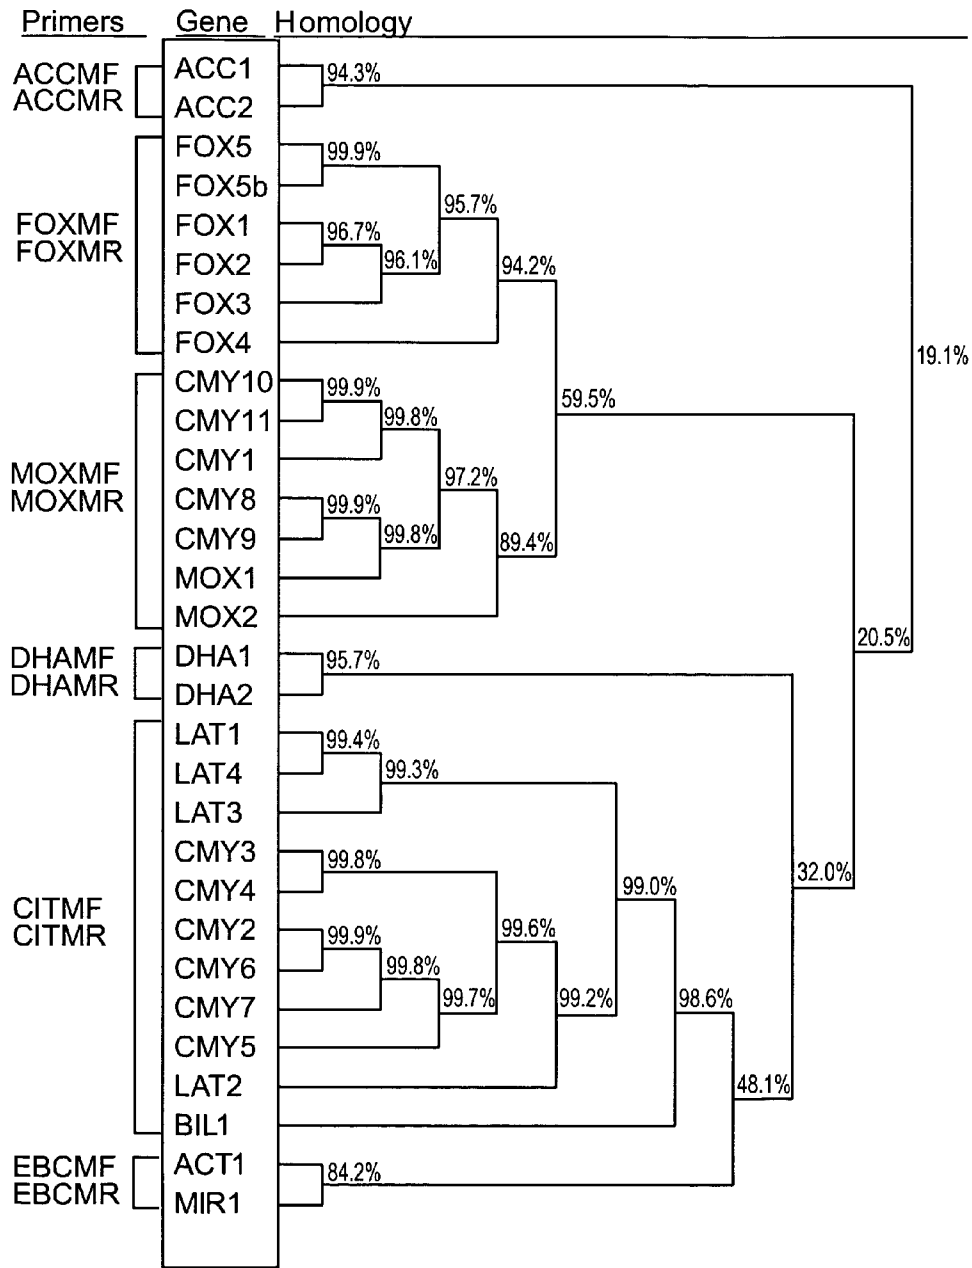 Primers Gene Homology
ACCMF
ACCMR
ACC1
94.3%
ACC2
FOXMF
FOXMR
FOX5
99.9%
FOX5b
95.7%
FOX1
96.7%
FOX2
96.1%
94.2%
FOX3
FOX4
19.1%
MOXMF
MOXMR
CMY10
99.9%
59.5%
CMY11
99.8%
CMY1
97.2%
CMY8
99.9%
CMY9
99.8%
89.4%
MOX1
MOX2
20.5%
DHAMF
DHAMR
DHA1
95.7%
DHA2
CITMF
CITMR
LAT1
99.4%
LAT4
99.3%
LAT3
CMY3
99.8%
32.0%
CMY4
99.0%
CMY2
99.9%
99.6%
CMY6
99.8%
CMY7
99.7%
99.2%
98.6%
CMY5
LAT2
48.1%
BIL1
EBCMF
EBCMR
ACT1
84.2%
MIR1